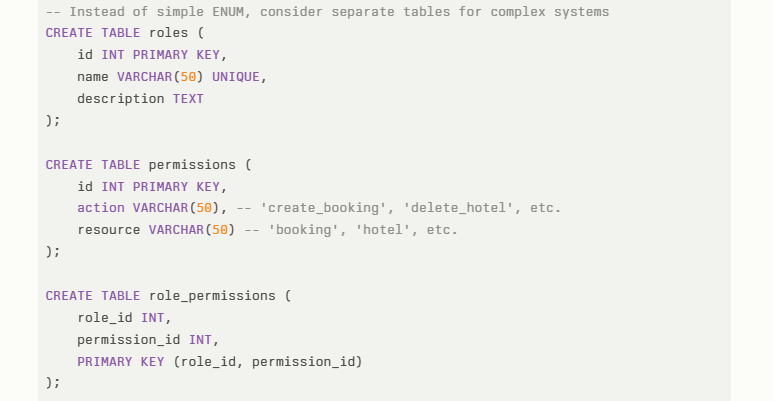 -- Instead of simple ENUM, consider separate tables for complex systems
CREATE TABLE roles (
    id INT PRIMARY KEY,
    name VARCHAR(50) UNIQUE,
    description TEXT
);

CREATE TABLE permissions (
    id INT PRIMARY KEY,
    action VARCHAR(50), -- 'create_booking', 'delete_hotel', etc.
    resource VARCHAR(50) -- 'booking', 'hotel', etc.
);

CREATE TABLE role_permissions (
    role_id INT,
    permission_id INT,
    PRIMARY KEY (role_id, permission_id)
);